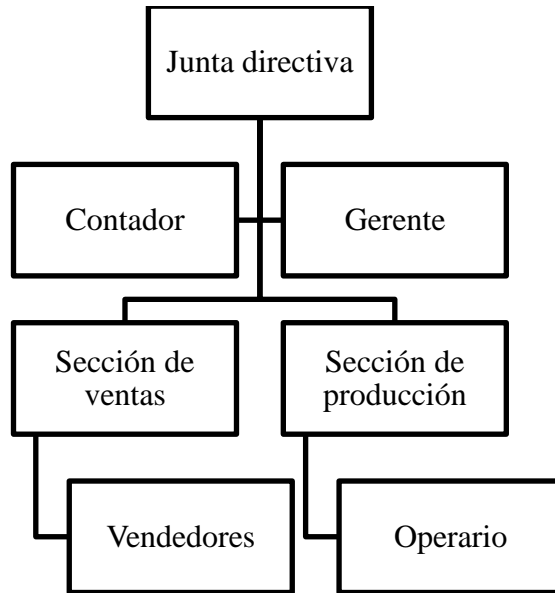 Junta directiva
Contador
Gerente
Sección de
ventas
Sección de
producción
Vendedores
Operario